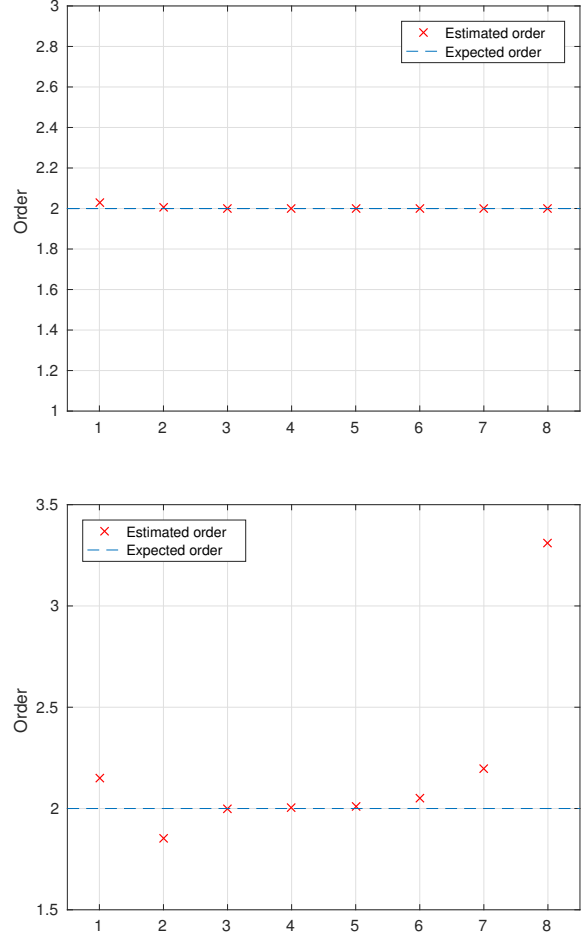 3
2.8
2.6
2.4
2.2
2
1.8
1.6
1.4
1.2
1
Order
Estimated order
Expected order
1 2 3 4 5 6 7 8
3.5
3
2.5
2
1.5
Order
Estimated order
Expected order
1 2 3 4 5 6 7 8